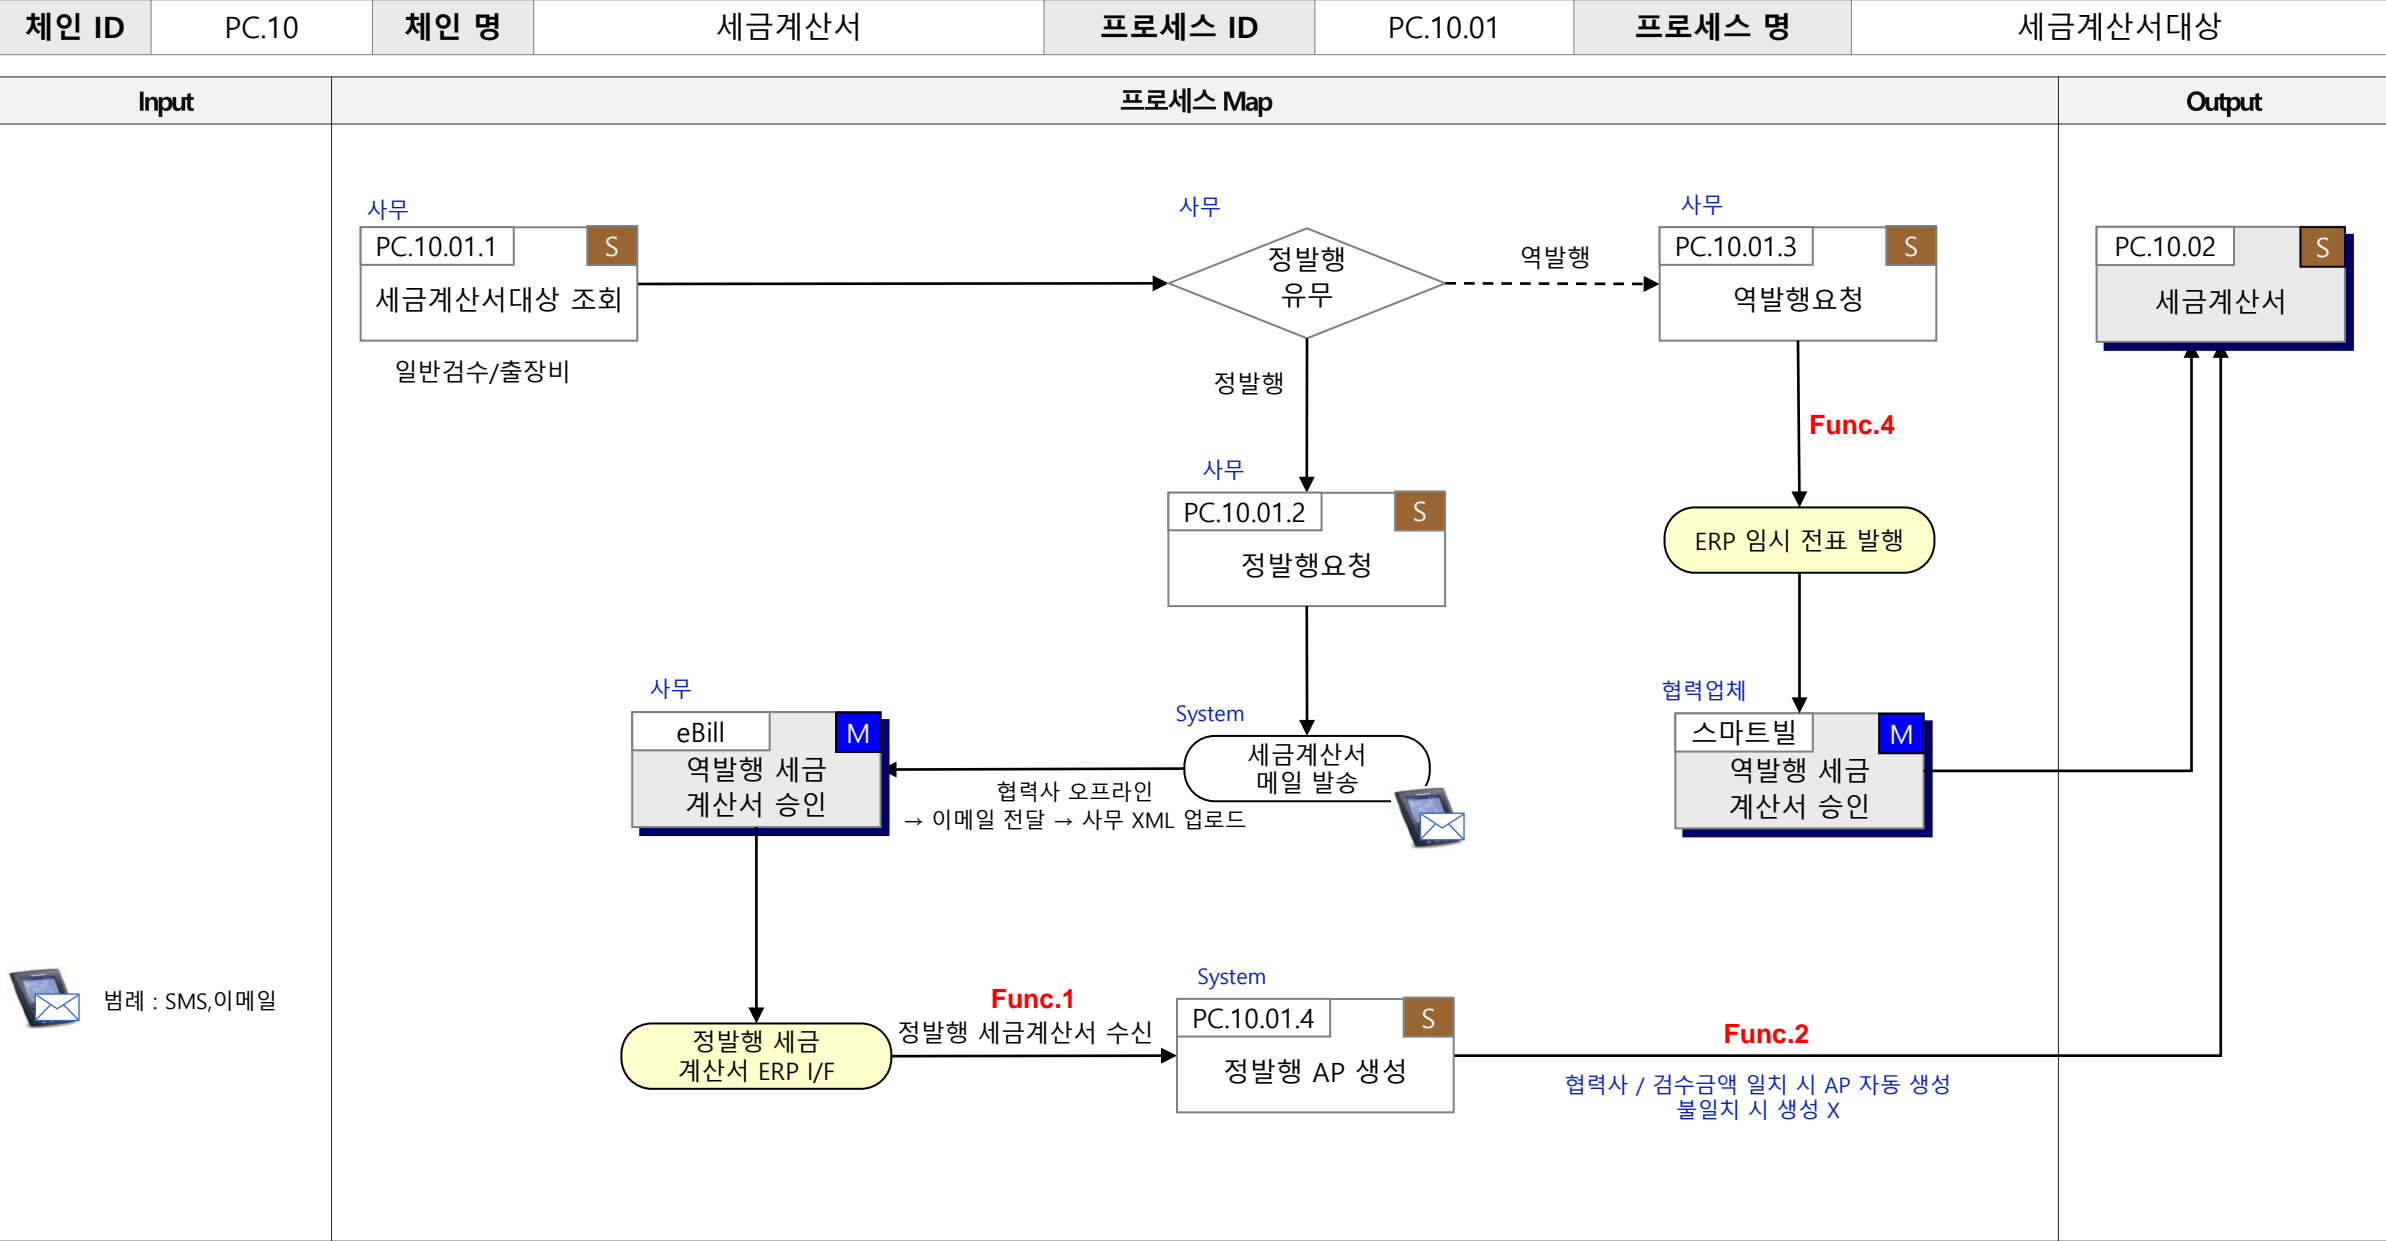 체인 ID PC.10 체인 명 세금계산서 프로세스 ID PC.10.01 프로세스 명 세금계산서대상
Input 프로세스 Map Output
사무
PC.10.01.1 S
세금계산서대상 조회
일반검수/출장비
사무
정발행
유무
역발행
정발행
사무
PC.10.01.3 S
역발행요청
Func.4
PC.10.02 S
세금계산서
사무
PC.10.01.2 S
정발행요청
ERP 임시 전표 발행
사무
eBill M
역발행 세금
계산서 승인
System
세금계산서
메일 발송
협력사 오프라인
→ 이메일 전달 → 사무 XML 업로드
협력업체
스마트빌 M
역발행 세금
계산서 승인
범례 : SMS,이메일
정발행 세금
계산서 ERP I/F
Func.1
정발행 세금계산서 수신
System
PC.10.01.4 S
정발행 AP 생성
Func.2
협력사 / 검수금액 일치 시 AP 자동 생성
불일치 시 생성 X